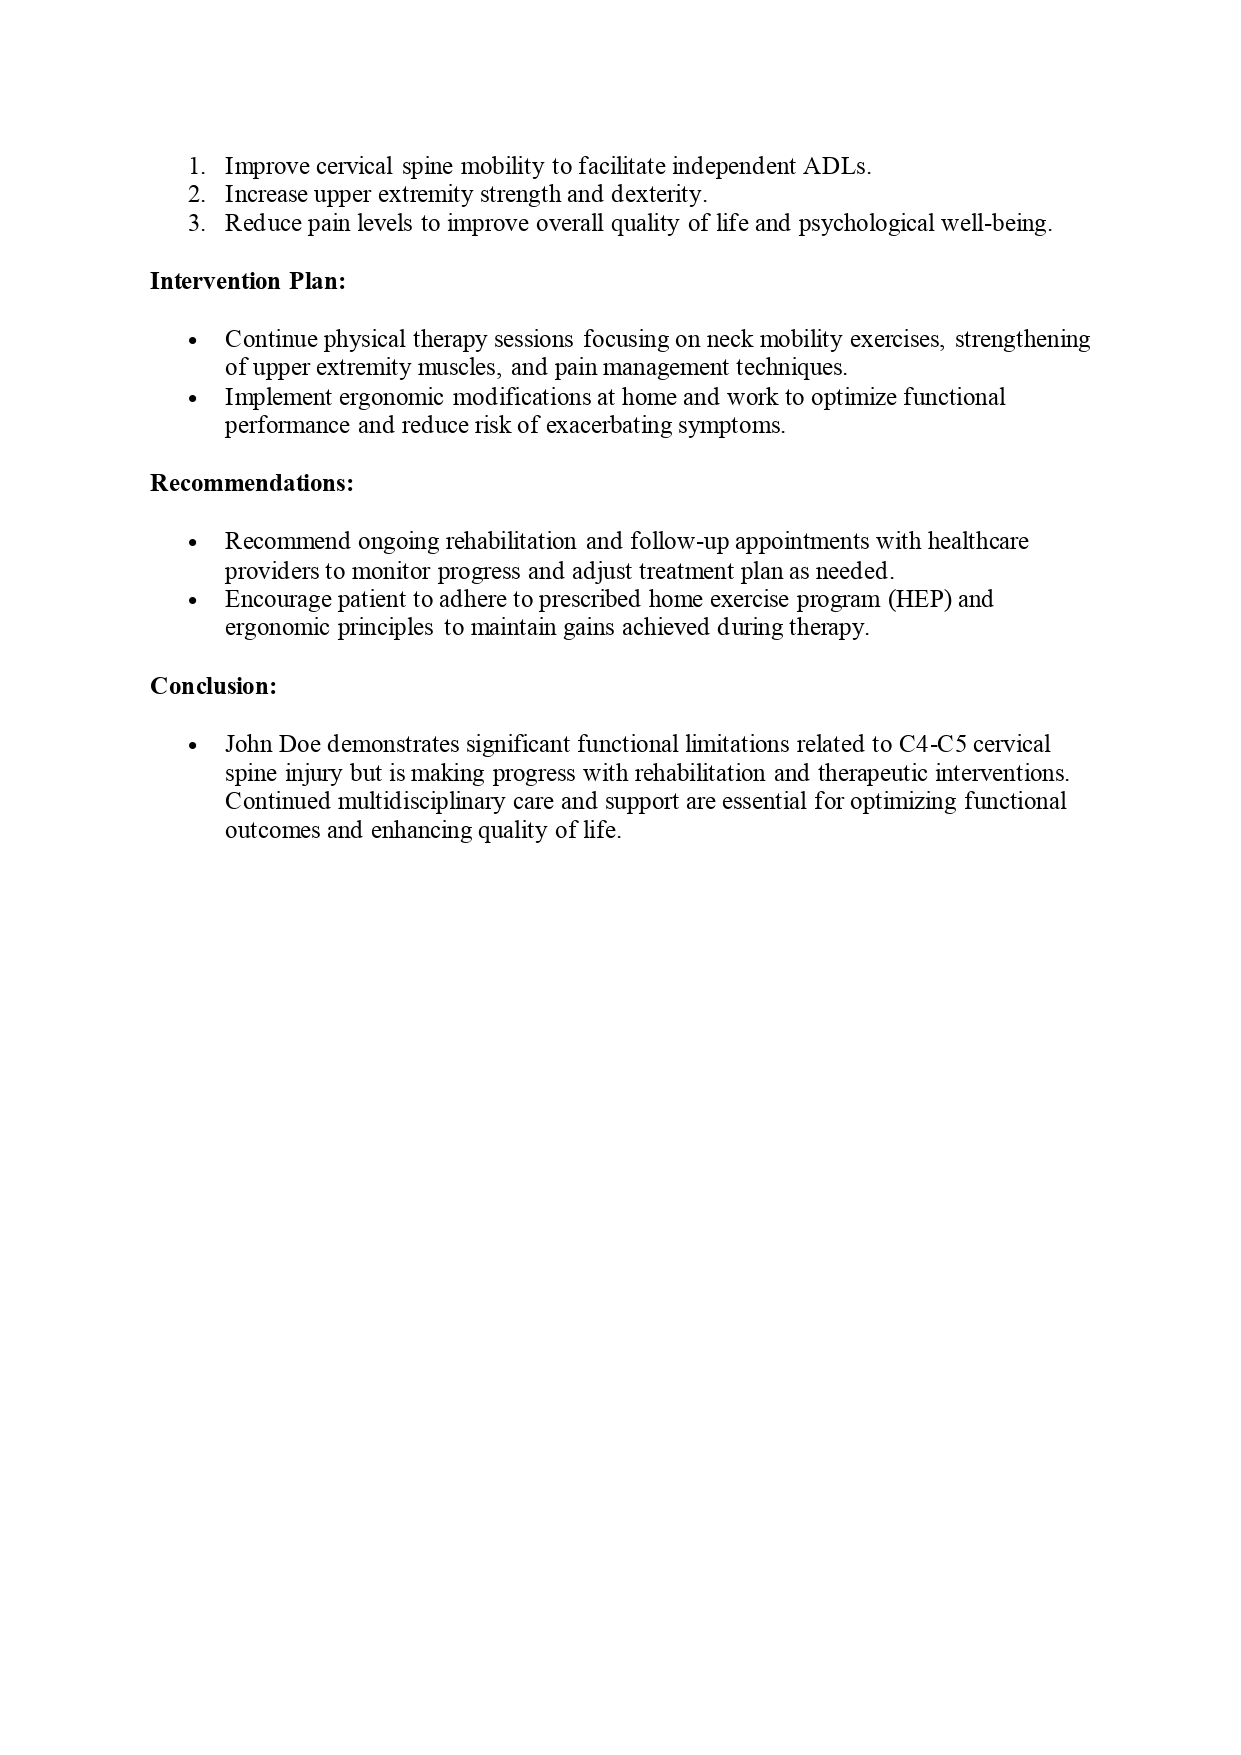 1. Improve cervical spine mobility to facilitate independent ADLs.
2. Increase upper extremity strength and dexterity.
3. Reduce pain levels to improve overall quality of life and psychological well-being.
Intervention Plan:
• Continue physical therapy sessions focusing on neck mobility exercises, strengthening
of upper extremity muscles, and pain management techniques.
• Implement ergonomic modifications at home and work to optimize functional
performance and reduce risk of exacerbating symptoms.
Recommendations:
• Recommend ongoing rehabilitation and follow-up appointments with healthcare
providers to monitor progress and adjust treatment plan as needed.
• Encourage patient to adhere to prescribed home exercise program (HEP) and
ergonomic principles to maintain gains achieved during therapy.
Conclusion:
• John Doe demonstrates significant functional limitations related to C4-C5 cervical
spine injury but is making progress with rehabilitation and therapeutic interventions.
Continued multidisciplinary care and support are essential for optimizing functional
outcomes and enhancing quality of life.